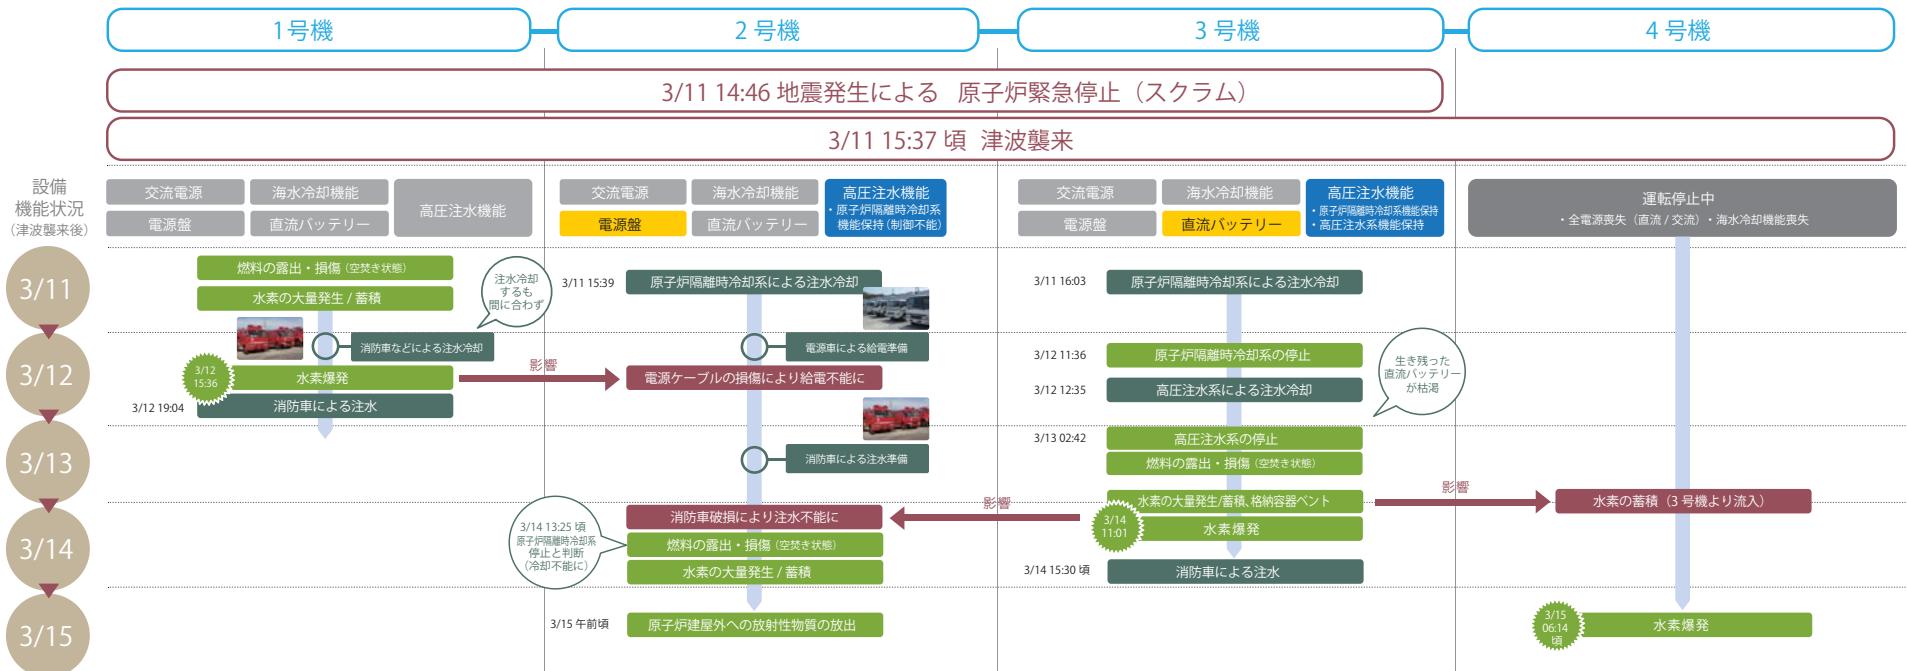 1号機
2 号機
3 号機
4 号機
3/11 14:46 地震発生による 原子炉緊急停止（スクラム）
3/11 15:37 頃 津波襲来
設備
機能状況
（津波襲来後）
交流電源
海水冷却機能
高圧注水機能
電源盤
直流バッテリー
交流電源
海水冷却機能
電源盤
直流バッテリー
高圧注水機能
・原子炉隔離時冷却系
機能保持（制御不能）
交流電源
海水冷却機能
電源盤
直流バッテリー
高圧注水機能
・原子炉隔離時冷却系機能保持
・高圧注水系機能保持
運転停止中
・全電源喪失（直流 / 交流）・海水冷却機能喪失
3/11
3/12
3/13
3/14
3/15
燃料の露出・損傷（空焚き状態）
水素の大量発生 / 蓄積
注水冷却
するも
間に合わず
消防車などによる注水冷却
3/12
15:36
水素爆発
影響
3/12 19:04
消防車による注水
3/11 15:39
原子炉隔離時冷却系による注水冷却
電源車による給電準備
電源ケーブルの損傷により給電不能に
消防車による注水準備
消防車破損により注水不能に
3/14 13:25 頃
原子炉隔離時冷却系
停止と判断
（冷却不能に）
燃料の露出・損傷（空焚き状態）
水素の大量発生 / 蓄積
3/15 午前頃
原子炉建屋外への放射性物質の放出
3/11 16:03
原子炉隔離時冷却系による注水冷却
3/12 11:36
原子炉隔離時冷却系の停止
3/12 12:35
高圧注水系による注水冷却
生き残った
直流バッテリー
が枯渇
3/13 02:42
高圧注水系の停止
燃料の露出・損傷（空焚き状態）
水素の大量発生/蓄積、格納容器ベント
影響
影響
3/14
11:01
水素爆発
3/14 15:30 頃
消防車による注水
水素の蓄積（3 号機より流入）
3/15
06:14
頃
水素爆発